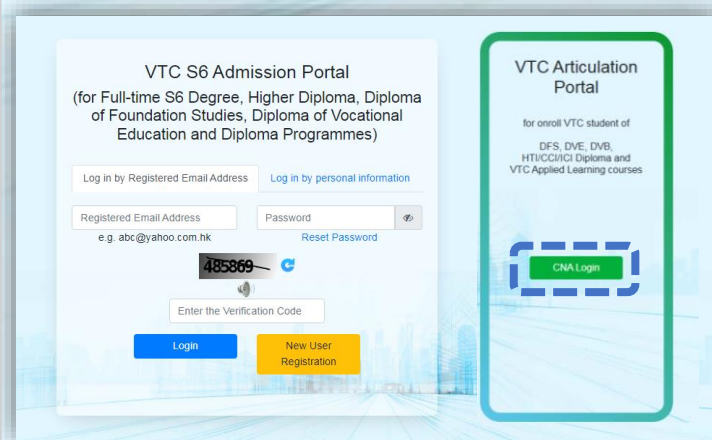 VTC S6 Admission Portal
(for Full-time S6 Degree, Higher Diploma, Diploma
of Foundation Studies, Diploma of Vocational
Education and Diploma Programmes)
Log in by Registered Email Address
Log in by personal information
Registered Email Address
Password
e.g. abc@yahoo.com.hk
Reset Password
485869
Enter the Verification Code
Login
New User
Registration
VTC Articulation
Portal
for onroll VTC student of
DFS, DVE, DVB,
HTI/CCI/ICI Diploma and
VTC Applied Learning courses
CNA Login